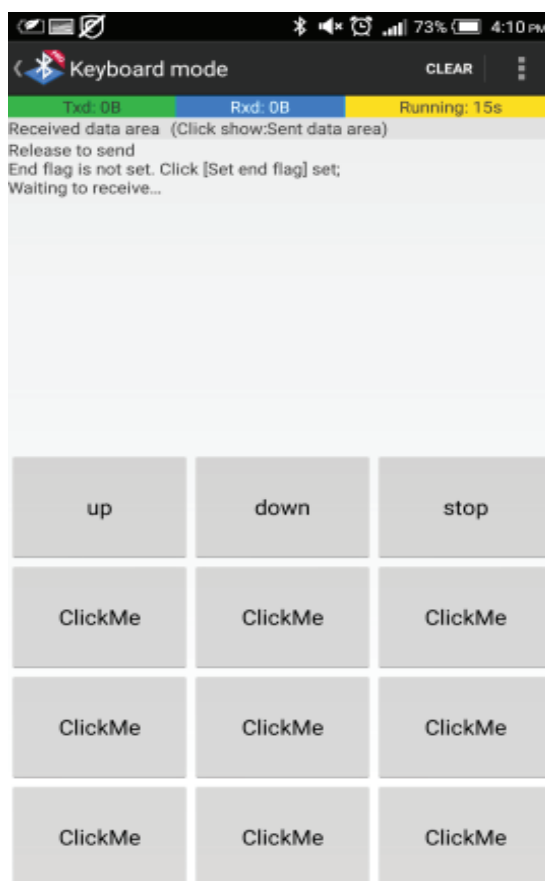 73% 4:10 PM
Keyboard mode CLEAR
Txd: 0B Rxd: 0B Running: 15s
Received data area (Click show:Sent data area)
Release to send
End flag is not set. Click [Set end flag] set;
Waiting to receive...
up down stop
ClickMe ClickMe ClickMe
ClickMe ClickMe ClickMe
ClickMe ClickMe ClickMe